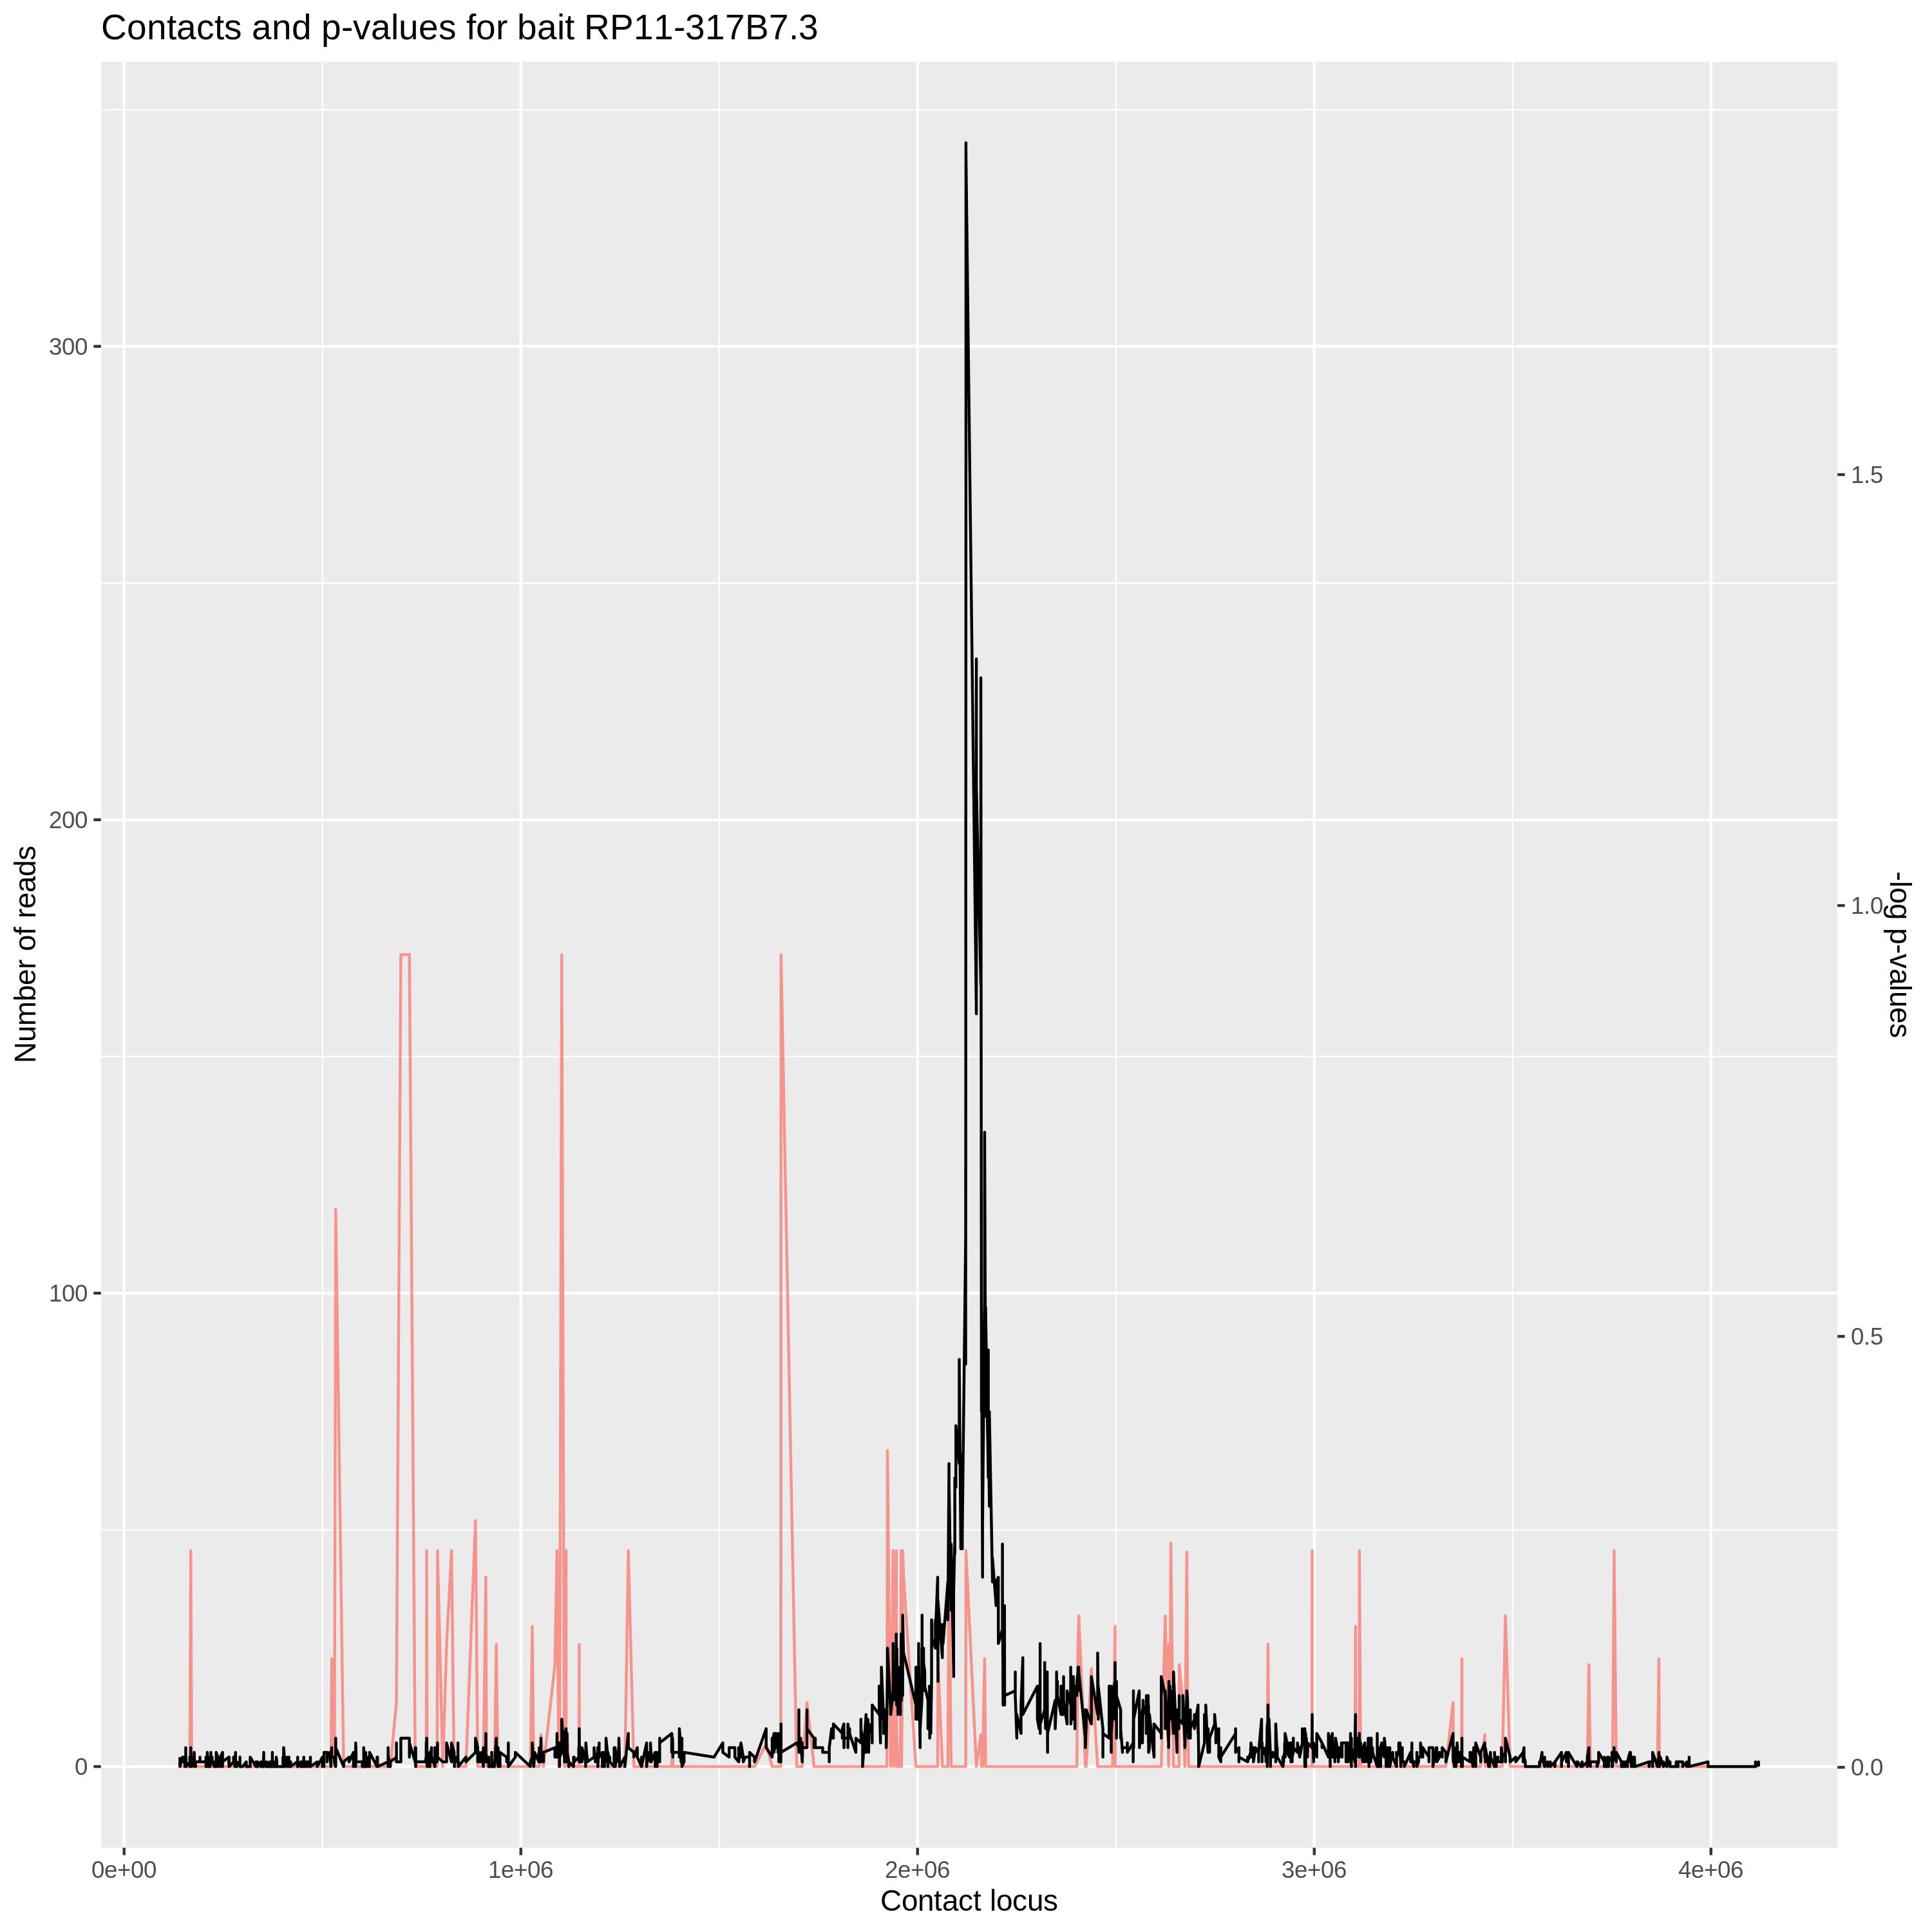 Contacts and p-values for bait RP11-317B7.3
300
200
100
0
Number of reads
1.5
1.0
0.5
0.0
-log p-values
0e+00
1e+06
2e+06
3e+06
4e+06
Contact locus